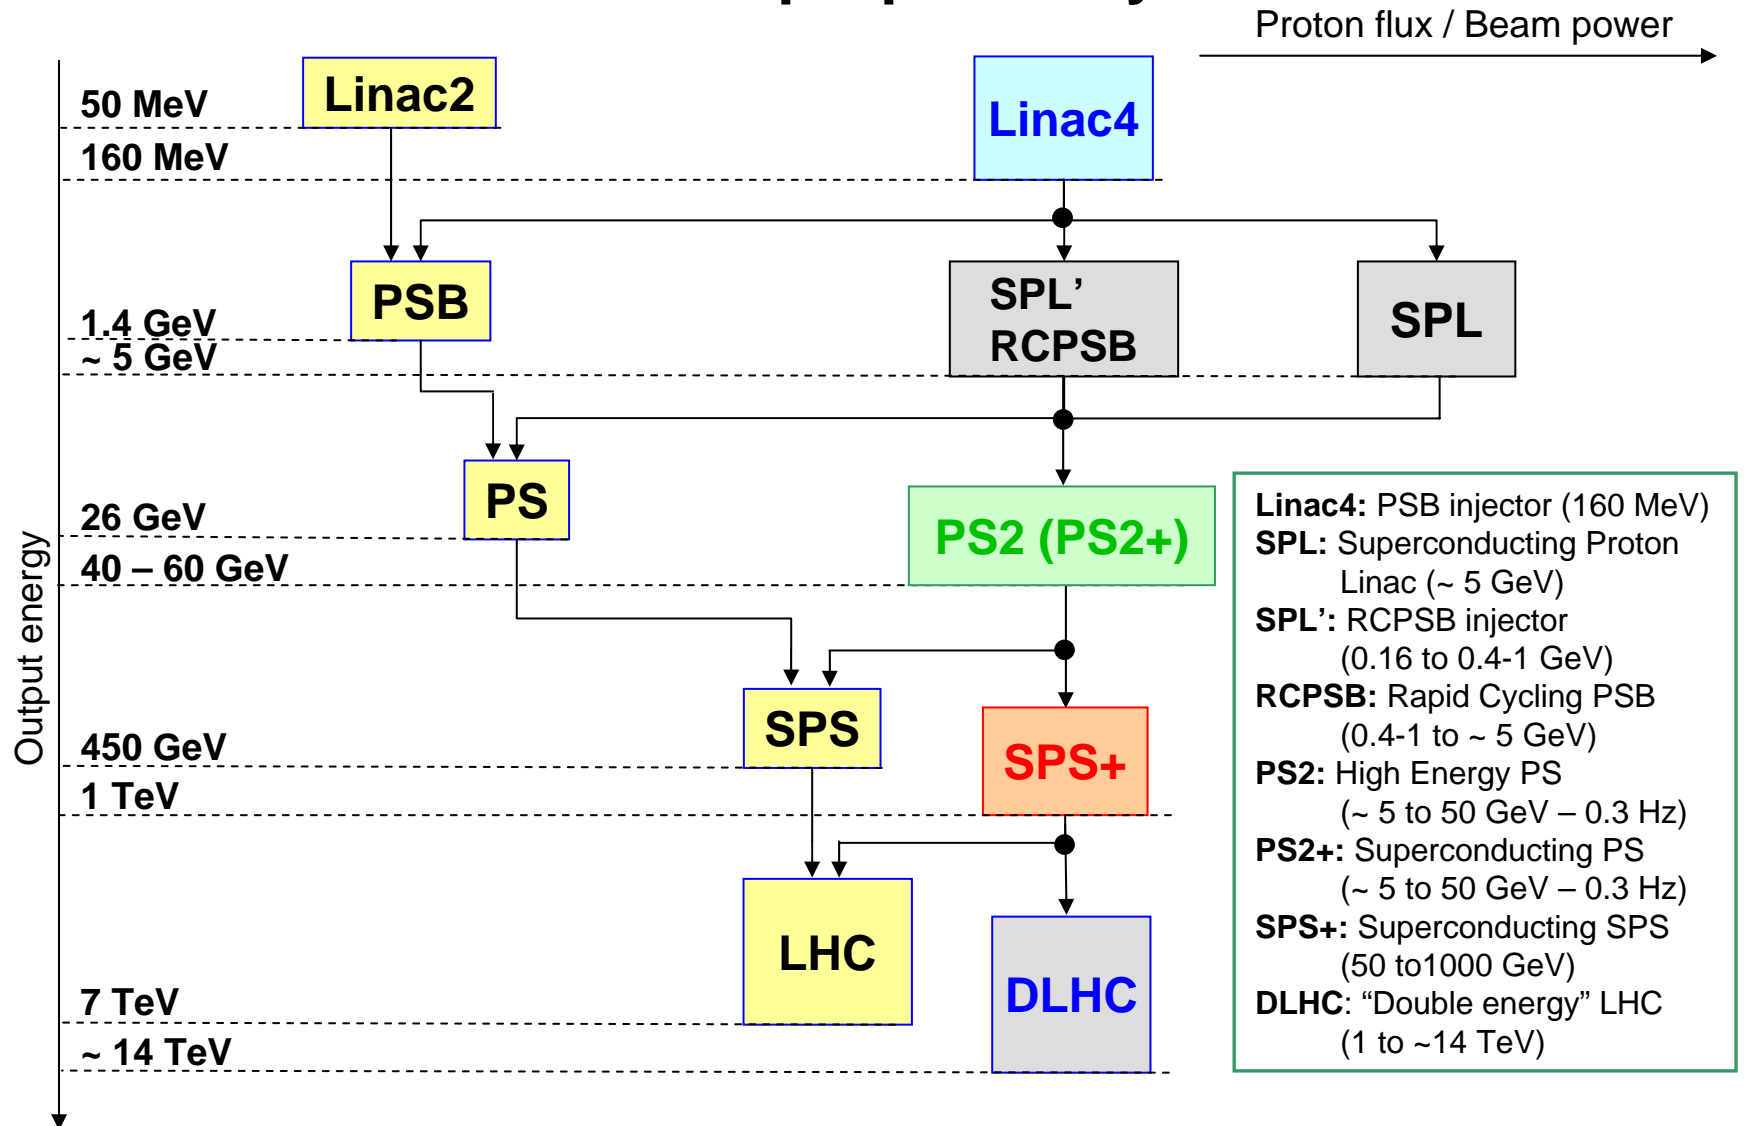 Proton flux / Beam power
50 MeV
Linac2
Linac4
160 MeV
PSB
SPL’
RCPSB
SPL
1.4 GeV
~ 5 GeV
PS
26 GeV
PS2 (PS2+)
40 – 60 GeV
Output energy
SPS
450 GeV
SPS+
1 TeV
LHC
DLHC
7 TeV
~ 14 TeV
Linac4: PSB injector (160 MeV)
SPL: Superconducting Proton
Linac (~ 5 GeV)
SPL’: RCPSB injector
(0.16 to 0.4-1 GeV)
RCPSB: Rapid Cycling PSB
(0.4-1 to ~ 5 GeV)
PS2: High Energy PS
(~ 5 to 50 GeV – 0.3 Hz)
PS2+: Superconducting PS
(~ 5 to 50 GeV – 0.3 Hz)
SPS+: Superconducting SPS
(50 to1000 GeV)
DLHC: “Double energy” LHC
(1 to ~14 TeV)